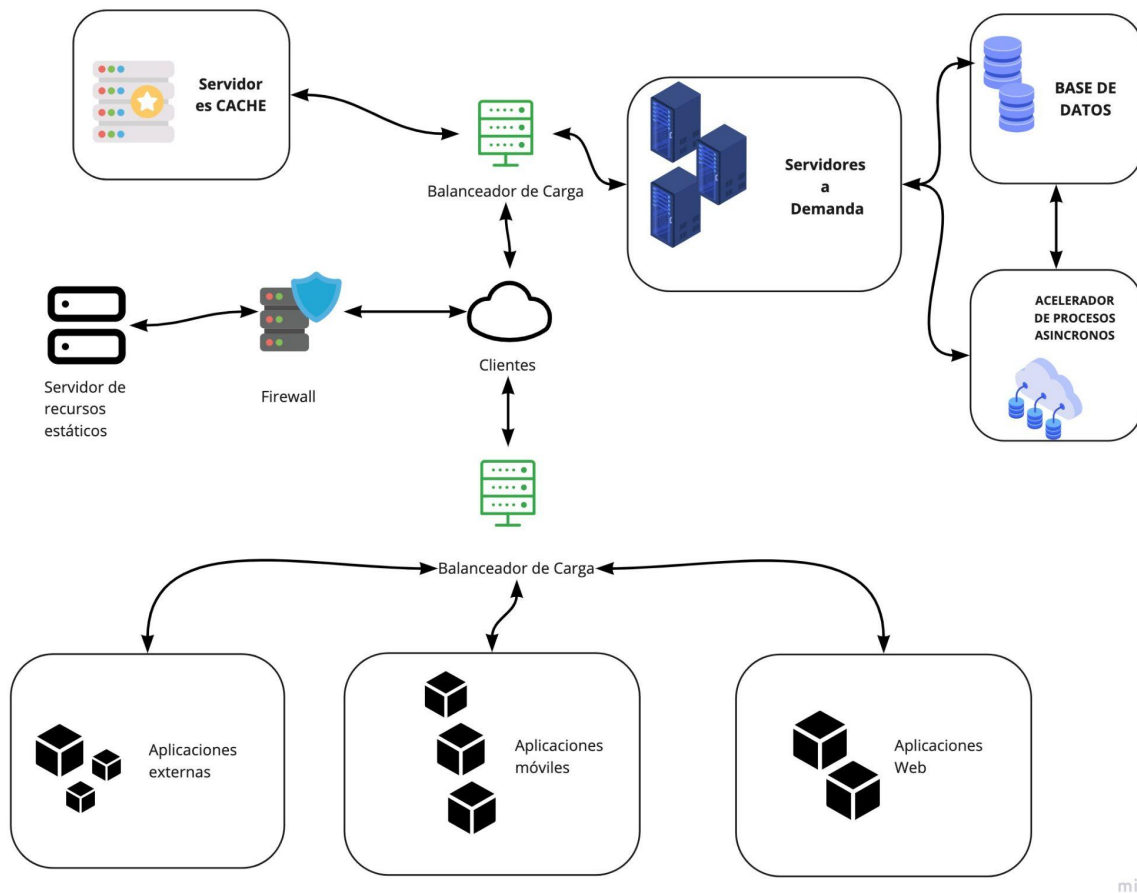 Servidor
es CACHE
Balanceador de Carga
Servidores
a
Demanda
BASE DE
DATOS
ACELERADOR
DE PROCESOS
ASINCRONOS
Servidor de
recursos
estáticos
Firewall
Clientes
Balanceador de Carga
Aplicaciones
externas
Aplicaciones
móviles
Aplicaciones
Web
mi